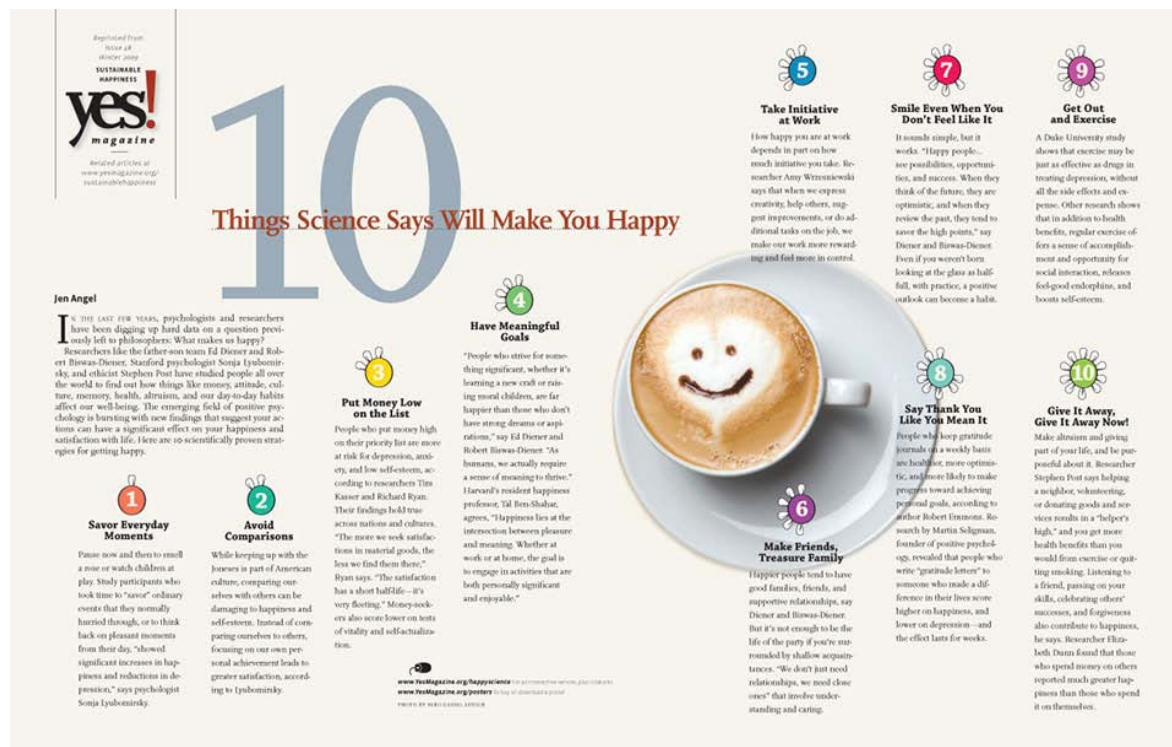 Reprinted from
Issue 48
Winter 2009
SUSTAINABLE
HAPPINESS
yes!
magazine
Related articles at
www.yesmagazine.org/
sustainablehappiness
10
Things Science Says Will Make You Happy
Jen Angel
IN THE LAST FEW YEARS, psychologists and researchers
have been digging up hard data on a question previ-
ously left to philosophers: What makes us happy?
Researchers like the father-son team Ed Diener and Rob-
ert Biswas-Diener, Stanford psychologist Sonja Lyubomir-
sky, and ethicist Stephen Post have studied people all over
the world to find out how things like money, attitude, cul-
ture, memory, health, altruism, and our day-to-day habits
affect our well-being. The emerging field of positive psy-
chology is bursting with new findings that suggest your ac-
tions can have a significant effect on your happiness and
satisfaction with life. Here are 10 scientifically proven strat-
egies for getting happy.
1
Savor Everyday
Moments
Pause now and then to smell
a rose or watch children at
play. Study participants who
took time to "savor" ordinary
events that they normally
hurried through, or to think
back on pleasant moments
from their day, "showed
significant increases in hap-
piness and reductions in de-
pression," says psychologist
Sonja Lyubomirsky.
2
Avoid
Comparisons
While keeping up with the
Joneses is part of American
culture, comparing our-
selves with others can be
damaging to happiness and
self-esteem. Instead of com-
paring ourselves to others,
focusing on our own per-
sonal achievement leads to
greater satisfaction, accord-
ing to Lyubomirsky.
3
Put Money Low
on the List
People who put money high
on their priority list are more
at risk for depression, anxi-
ety, and low self-esteem, ac-
cording to researchers Tim
Kasser and Richard Ryan.
Their findings hold true
across nations and cultures.
"The more we seek satisfac-
tions in material goods, the
less we find them there,"
Ryan says. "The satisfaction
has a short half-life—it's
very fleeting." Money-seek-
ers also score lower on tests
of vitality and self-actualiza-
tion.
4
Have Meaningful
Goals
"People who strive for some-
thing significant, whether it's
learning a new craft or rais-
ing moral children, are far
happier than those who don't
have strong dreams or aspi-
rations," say Ed Diener and
Robert Biswas-Diener. "As
humans, we actually require
a sense of meaning to thrive."
Harvard's resident happiness
professor, Tal Ben-Shahar,
agrees, "Happiness lies at the
intersection between pleasure
and meaning. Whether at
work or at home, the goal is
to engage in activities that are
both personally significant
and enjoyable."
5
Take Initiative
at Work
How happy you are at work
depends in part on how
much initiative you take. Re-
searcher Amy Wrzesniewski
says that when we express
creativity, help others, sug-
gest improvements, or do ad-
ditional tasks on the job, we
make our work more reward-
ing and feel more in control.
6
Make Friends,
Treasure Family
Happier people tend to have
good families, friends, and
supportive relationships, say
Diener and Biswas-Diener.
But it's not enough to be the
life of the party if you're sur-
rounded by shallow acquain-
tances. "We don't just need
relationships, we need close
ones" that involve under-
standing and caring.
7
Smile Even When You
Don't Feel Like It
It sounds simple, but it
works. "Happy people...
see possibilities, opportuni-
ties, and success. When they
think of the future, they are
optimistic, and when they
review the past, they tend to
savor the high points," say
Diener and Biswas-Diener.
Even if you weren't born
looking at the glass as half-
full, with practice, a positive
outlook can become a habit.
8
Say Thank You
Like You Mean It
People who keep gratitude
journals on a weekly basis
are healthier, more optimis-
tic, and more likely to make
progress toward achieving
personal goals, according to
author Robert Emmons. Re-
search by Martin Seligman,
founder of positive psychol-
ogy, revealed that people who
write "gratitude letters" to
someone who made a dif-
ference in their lives score
higher on happiness, and
lower on depression—and
the effect lasts for weeks.
9
Get Out
and Exercise
A Duke University study
shows that exercise may be
just as effective as drugs in
treating depression, without
all the side effects and ex-
pense. Other research shows
that in addition to health
benefits, regular exercise of-
fers a sense of accomplish-
ment and opportunity for
social interaction, releases
feel-good endorphins, and
boosts self-esteem.
10
Give It Away,
Give It Away Now!
Make altruism and giving
part of your life, and be pur-
poseful about it. Researcher
Stephen Post says helping
a neighbor, volunteering,
or donating goods and ser-
vices results in a "helper's
high," and you get more
health benefits than you
would from exercise or quit-
ting smoking. Listening to
a friend, passing on your
skills, celebrating others'
successes, and forgiveness
also contribute to happiness,
he says. Researcher Eliza-
beth Dunn found that those
who spend money on others
reported much greater hap-
piness than those who spend
it on themselves.
www.YesMagazine.org/happyscience
www.YesMagazine.org/posters